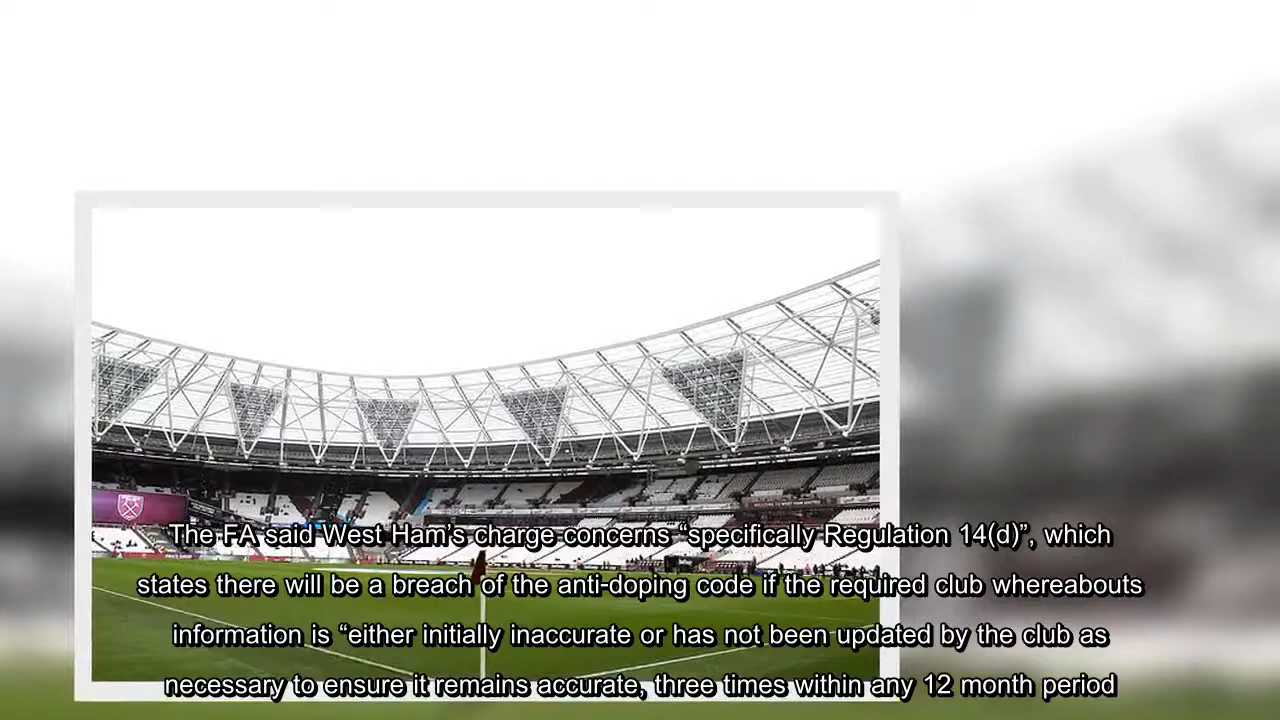 The FA said West Ham’s charge concerns “specifically Regulation 14(d)”, which
states there will be a breach of the anti-doping code if the required club whereabouts
information is “either initially inaccurate or has not been updated by the club as
necessary to ensure it remains accurate, three times within any 12 month period